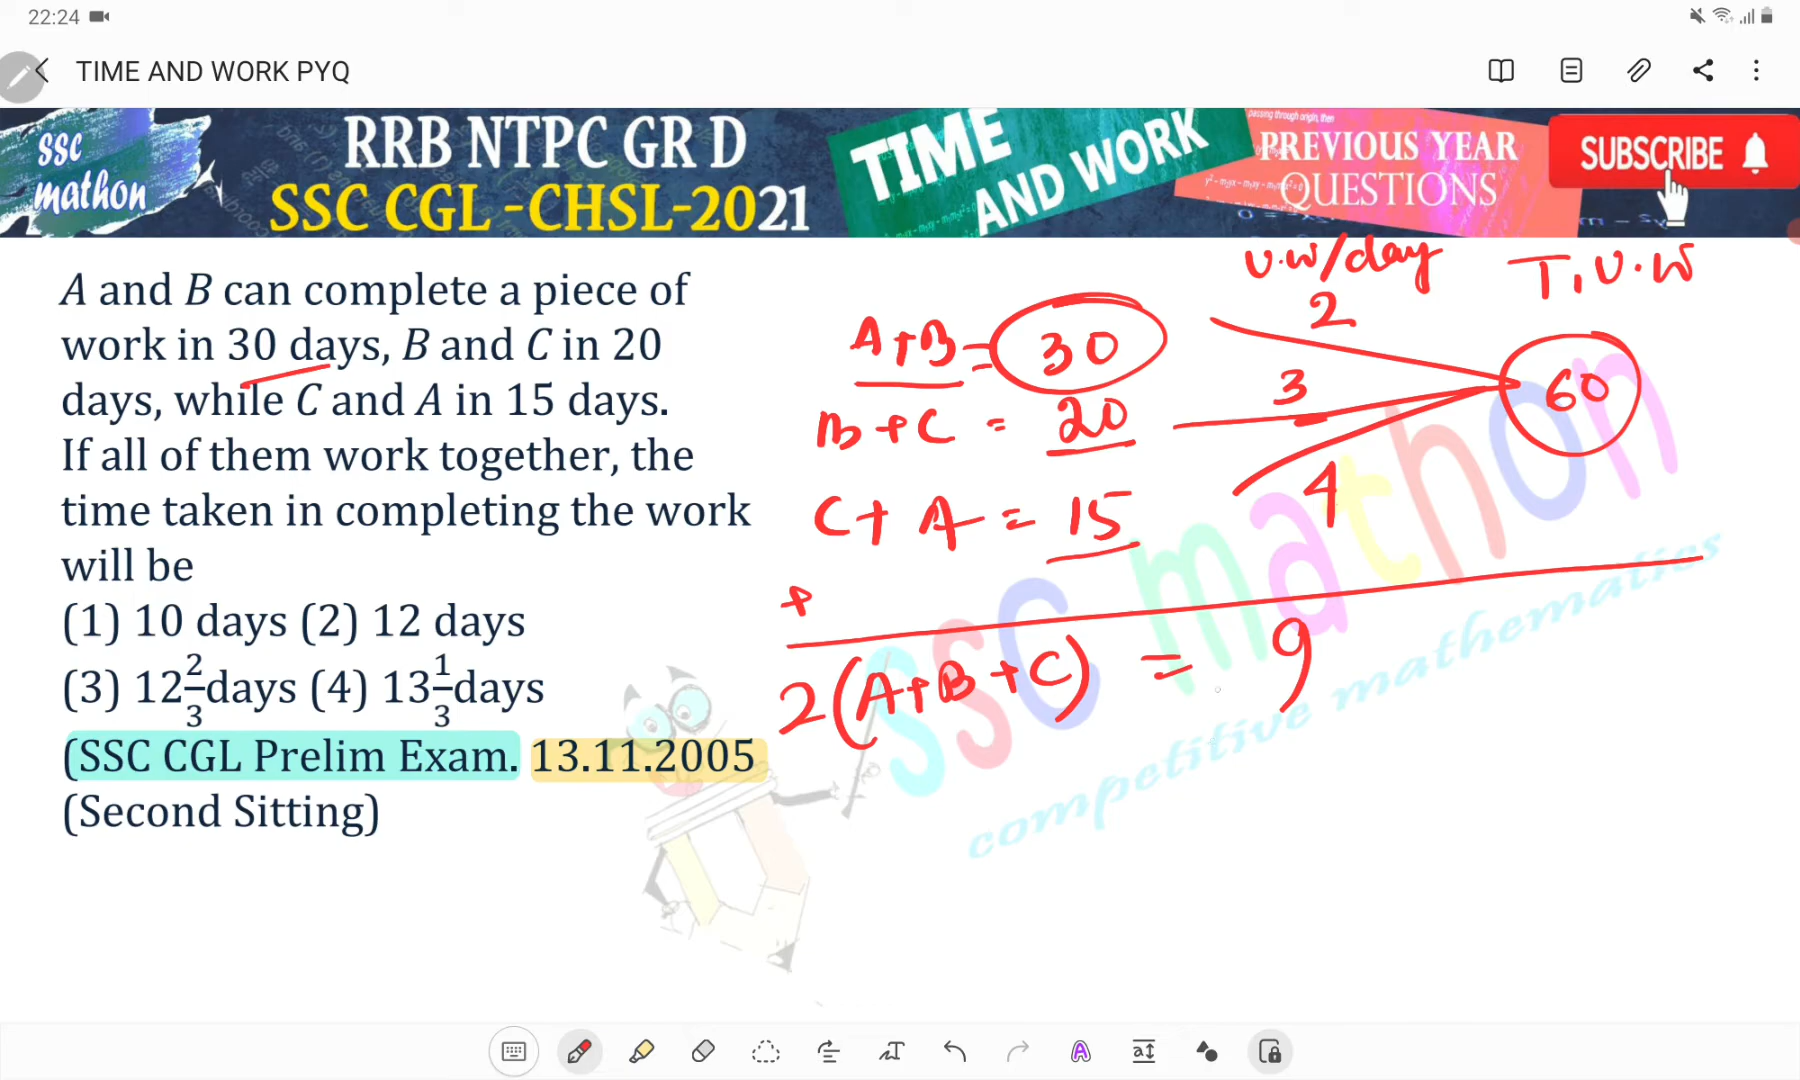 22:24
TIME AND WORK PYQ
SSC mathon
RRB NTPC GR D
SSC CGL -CHSL-2021
TIME AND WORK
passing through origin, then
PREVIOUS YEAR
QUESTIONS
SUBSCRIBE
A and B can complete a piece of
work in 30 days, B and C in 20
days, while C and A in 15 days.
If all of them work together, the
time taken in completing the work
will be
(1) 10 days (2) 12 days
(3) 12 2/3 days (4) 13 1/3 days
(SSC CGL Prelim Exam. 13.11.2005
(Second Sitting)
U.W/day T.U.W
A+B = 30 2
B+C = 20 3 60
C+A = 15 4
+
2(A+B+C) = 9
ssc mathon
competitive mathematics